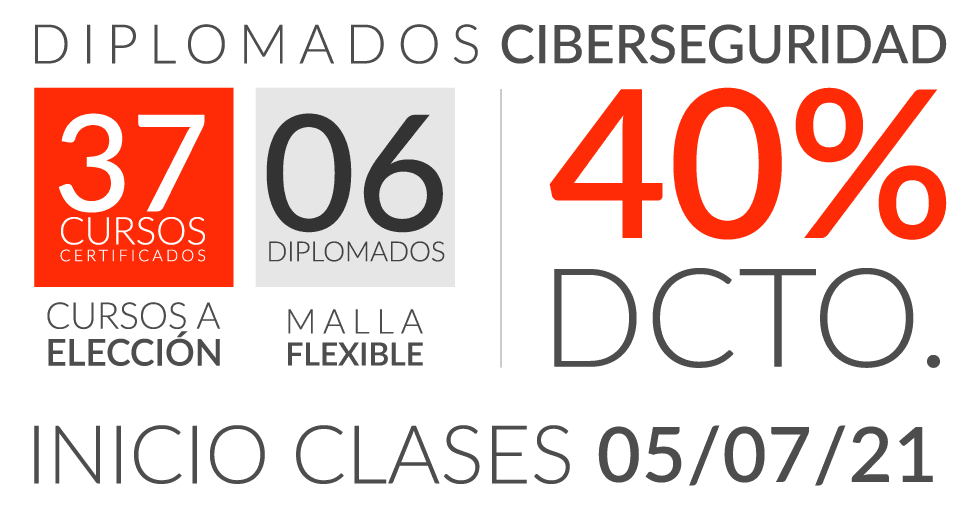 DIPLOMADOS CIBERSEGURIDAD
37
CURSOS
CERTIFICADOS
CURSOS A
ELECCIÓN
06
DIPLOMADOS
MALLA
FLEXIBLE
40%
DCTO.
INICIO CLASES 05/07/21